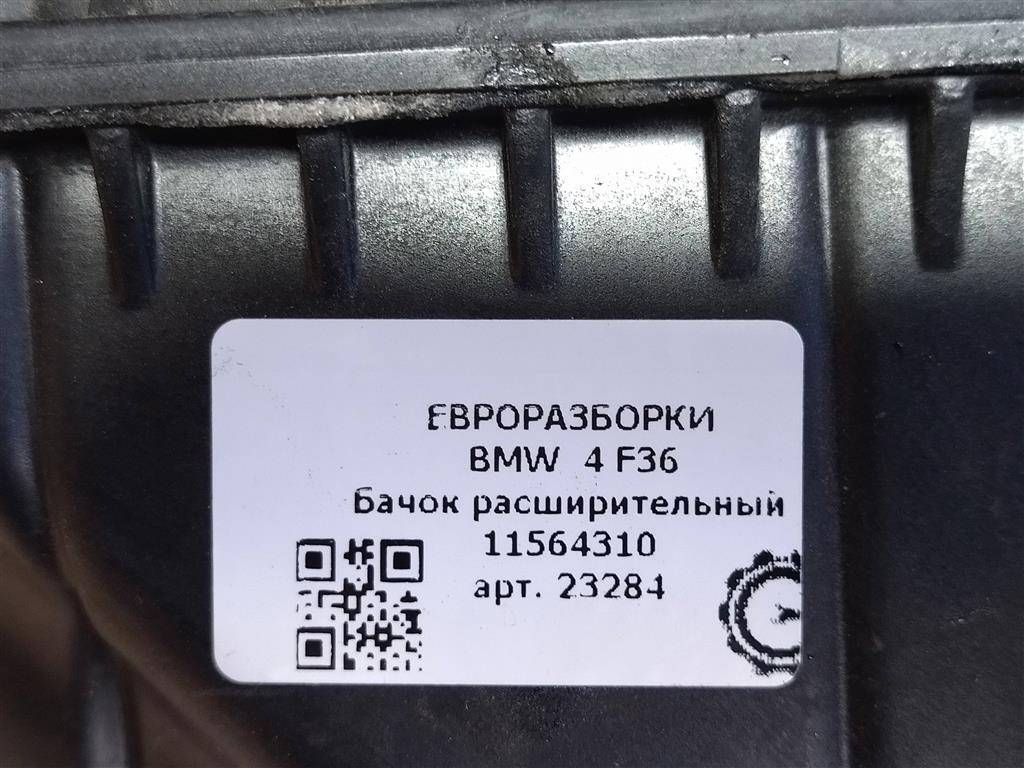 ЕВРОРАЗБОРКИ
BMW 4 F36
Бачок расширительный
11564310
арт. 23284